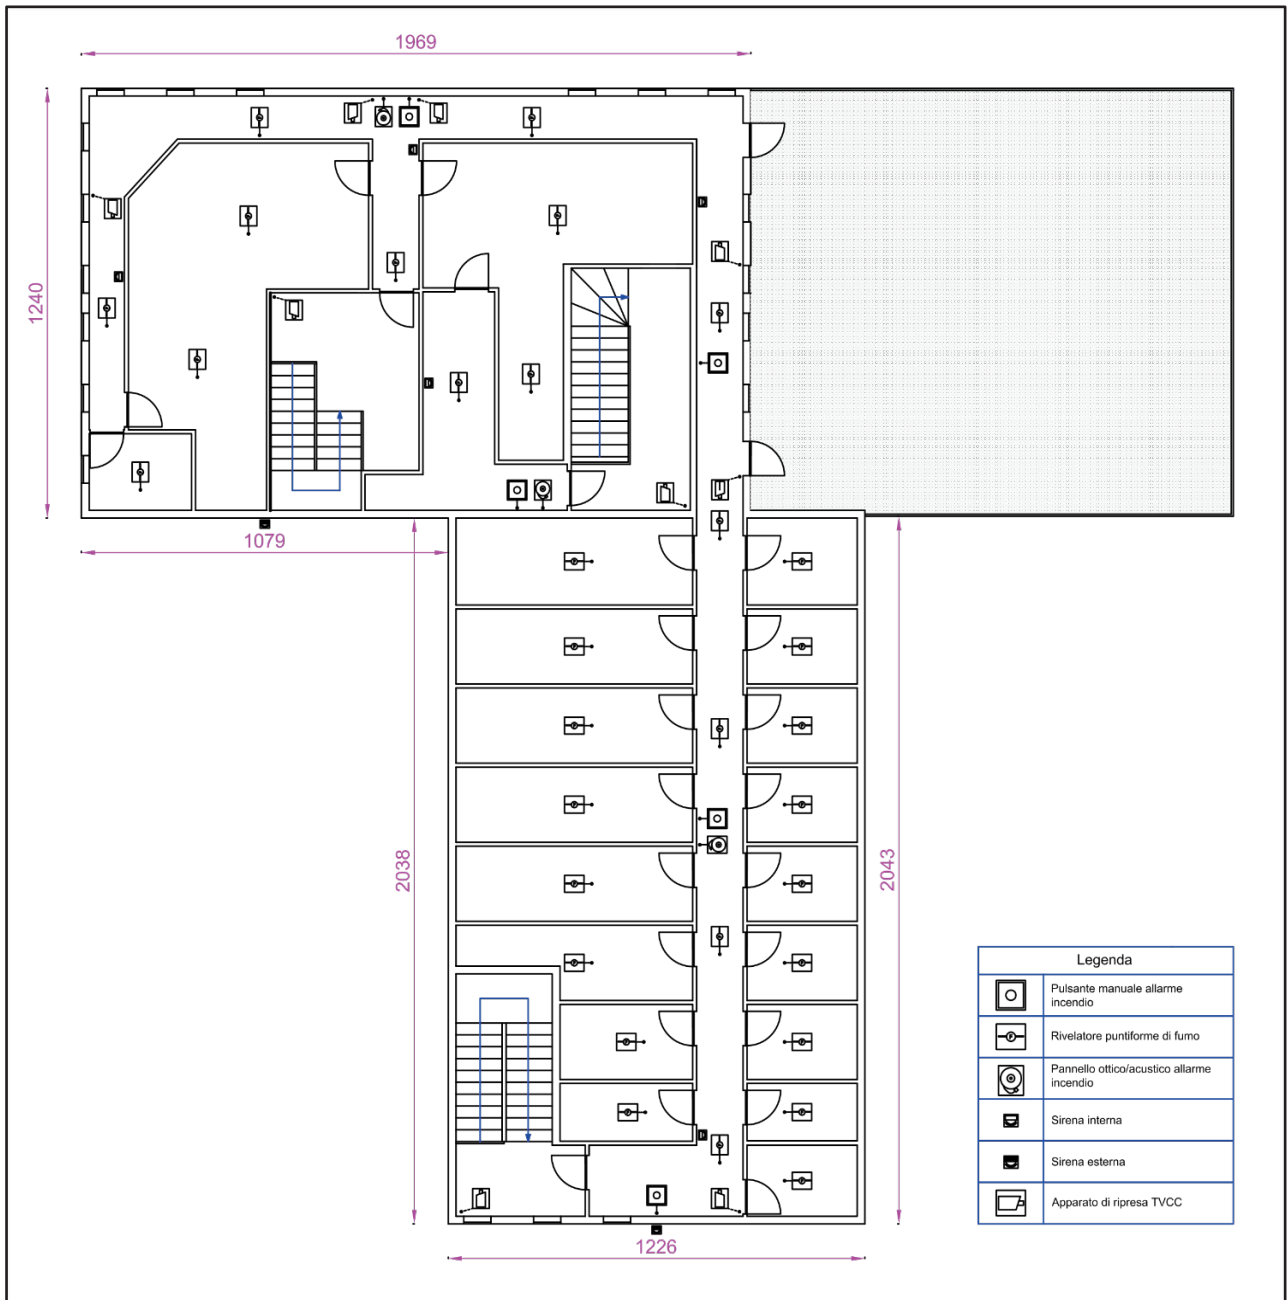 1969
1240
1079
2038
2043
1226
Legenda
Pulsante manuale allarme
incendio
Rivelatore puntiforme di fumo
Pannello ottico/acustico allarme
incendio
Sirena interna
Sirena esterna
Apparato di ripresa TVCC